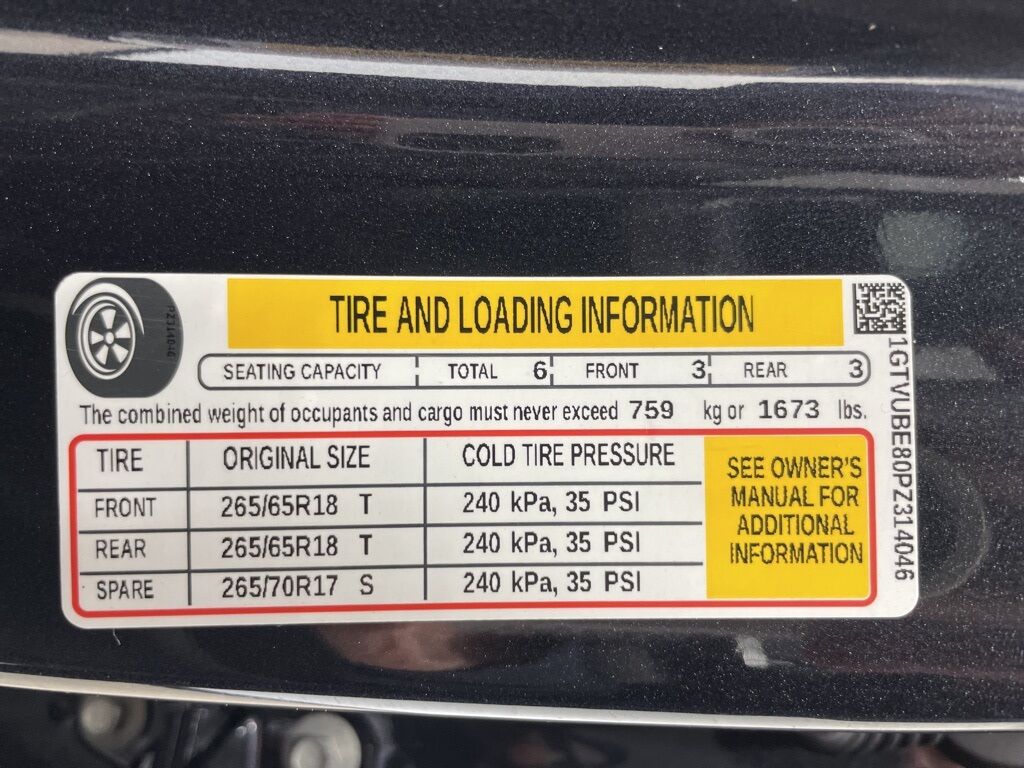 TIRE AND LOADING INFORMATION
SEATING CAPACITY TOTAL 6 FRONT 3 REAR 3
The combined weight of occupants and cargo must never exceed 759 kg or 1673 lbs.
TIRE ORIGINAL SIZE COLD TIRE PRESSURE
FRONT 265/65R18 T 240 kPa, 35 PSI
REAR 265/65R18 T 240 kPa, 35 PSI
SPARE 265/70R17 S 240 kPa, 35 PSI
SEE OWNER'S
MANUAL FOR
ADDITIONAL
INFORMATION
1GTVUBE80PZ314046
PZ314046